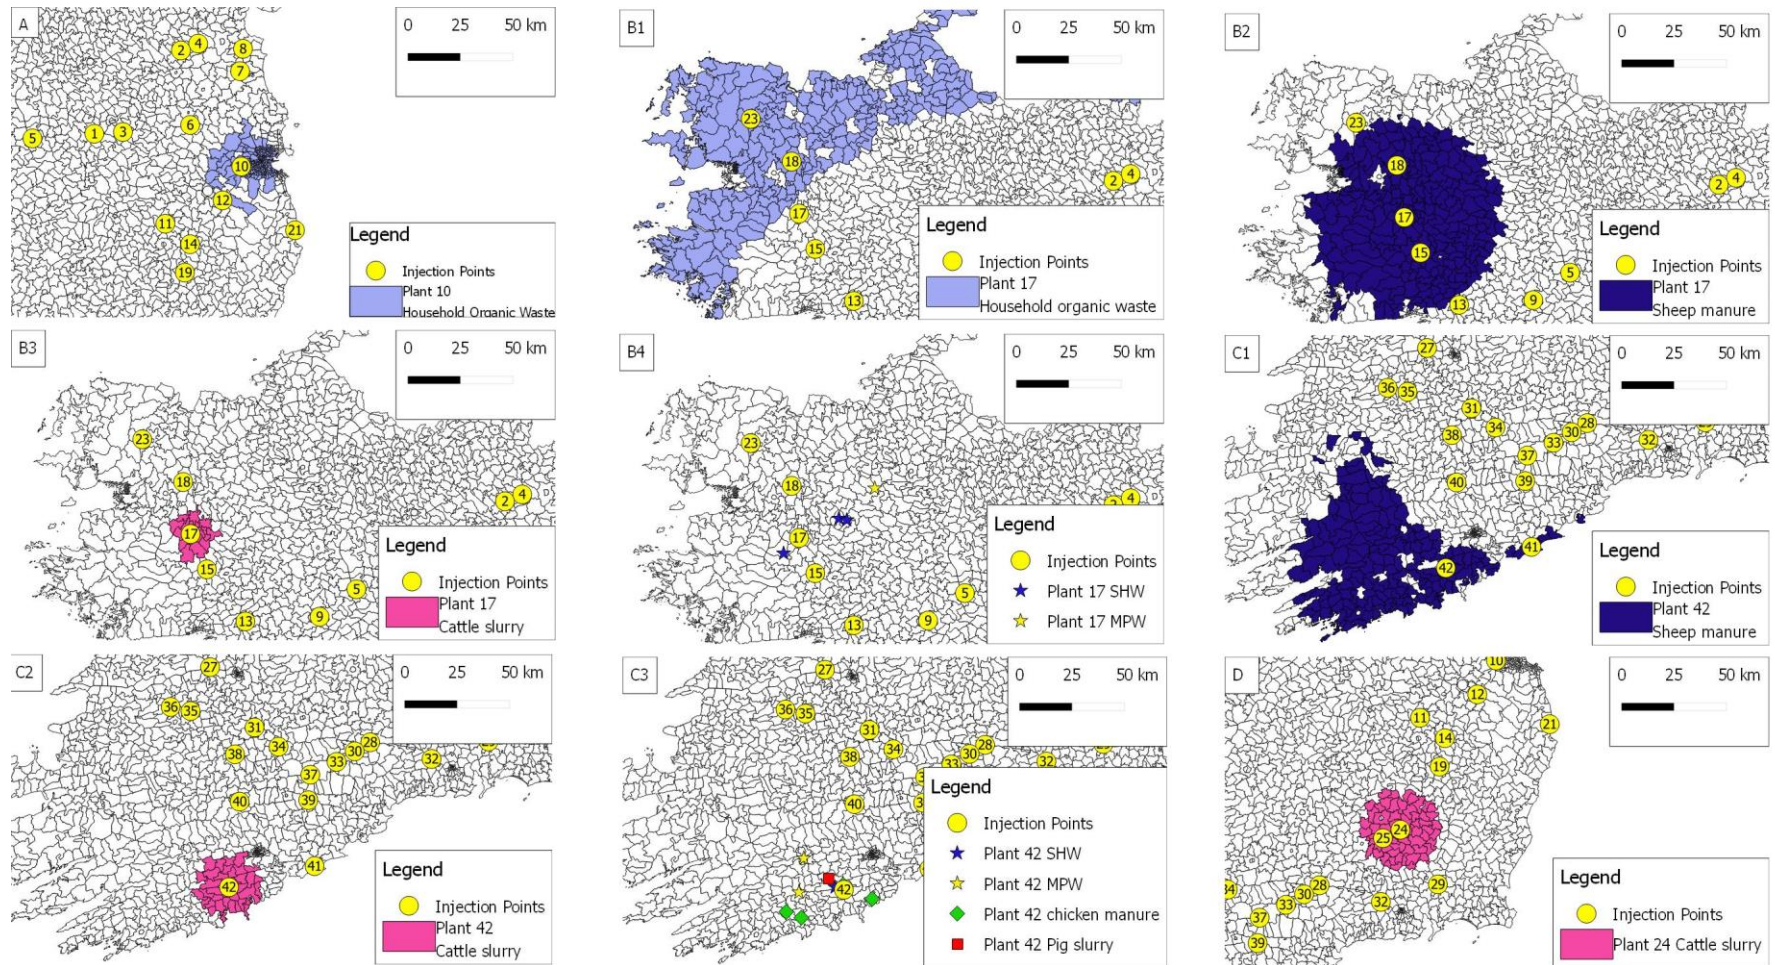 A
0 25 50 km
2 4 8
7
5 1 3 6
10
12
11 21
14
19
Legend
Injection Points
Plant 10
Household Organic Waste
B1
0 25 50 km
23
18
2 4
17
15
13
Legend
Injection Points
Plant 17
Household organic waste
B2
0 25 50 km
23
18
2 4
17
15
5
13 9
Legend
Injection Points
Plant 17
Sheep manure
B3
0 25 50 km
23
18
2 4
17
15
5
13 9
Legend
Injection Points
Plant 17
Cattle slurry
B4
0 25 50 km
23
18
2 4
17
15
5
13 9
Legend
Injection Points
Plant 17 SHW
Plant 17 MPW
C1
0 25 50 km
27
36 35
31
38 34 33 30 28
32
37
40 39
41
42
Legend
Injection Points
Plant 42
Sheep manure
C2
0 25 50 km
27
36 35
31
38 34 33 30 28
32
37
40 39
41
42
Legend
Injection Points
Plant 42
Cattle slurry
C3
0 25 50 km
27
36 35
31
38 34 33 30 28
32
40
42
Legend
Injection Points
Plant 42 SHW
Plant 42 MPW
Plant 42 chicken manure
Plant 42 Pig slurry
D
0 25 50 km
10
12
11 21
14
19
25 24
34 33 30 28 29
32
37
39
Legend
Injection Points
Plant 24 Cattle slurry